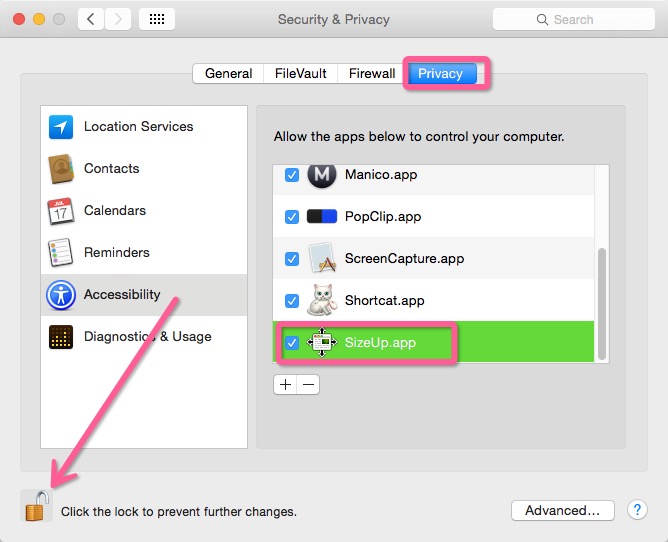 Security & Privacy
Search
General
FileVault
Firewall
Privacy
Location Services
Contacts
JUL
17
Calendars
Reminders
Accessibility
Diagnostics & Usage
Allow the apps below to control your computer.
M
Manico.app
PopClip.app
ScreenCapture.app
Shortcat.app
SizeUp.app
+
−
Click the lock to prevent further changes.
Advanced...
?